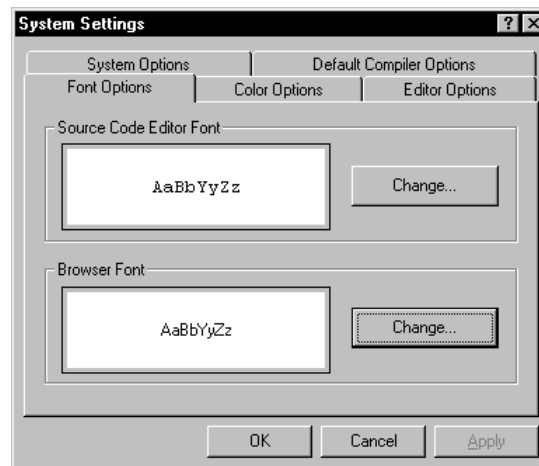 System Settings
System Options Default Compiler Options
Font Options Color Options Editor Options
Source Code Editor Font
AaBbYyZz
Change...
Browser Font
AaBbYyZz
Change...
OK Cancel Apply